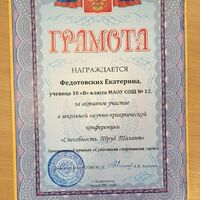 ГРАМОТА
НАГРАЖДАЕТСЯ
Федотовских Екатерина,
ученица 10 «В» класса МАОУ СОШ № 12,
за активное участие
в школьной научно-практической
конференции
«Способность. Труд. Талант»